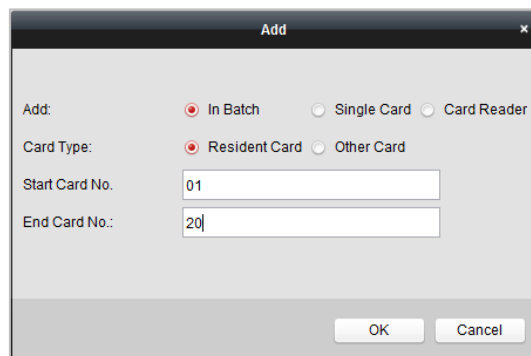 Add
×
Add: In Batch Single Card Card Reader
Card Type: Resident Card Other Card
Start Card No. 01
End Card No.: 20
OK Cancel